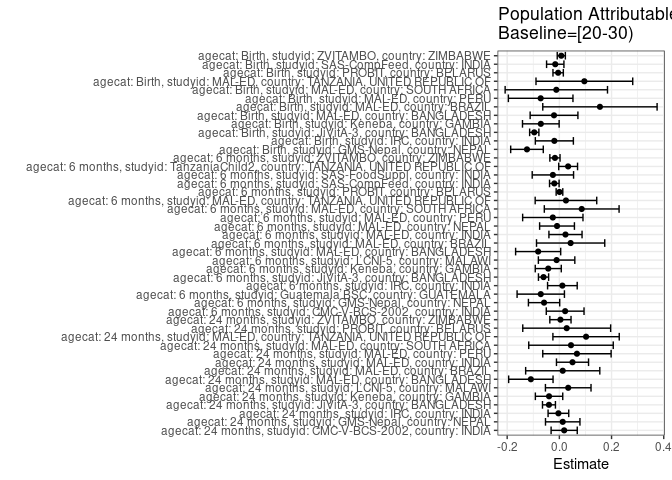 Population Attributable
Baseline=[20-30)
agecat: Birth, studyid: ZVITAMBO, country: ZIMBABWE
agecat: Birth, studyid: SAS-CompFeed, country: INDIA
agecat: Birth, studyid: PROBIT, country: BELARUS
agecat: Birth, studyid: MAL-ED, country: TANZANIA, UNITED REPUBLIC OF
agecat: Birth, studyid: MAL-ED, country: SOUTH AFRICA
agecat: Birth, studyid: MAL-ED, country: PERU
agecat: Birth, studyid: MAL-ED, country: BRAZIL
agecat: Birth, studyid: MAL-ED, country: BANGLADESH
agecat: Birth, studyid: Keneba, country: GAMBIA
agecat: Birth, studyid: JiVitA-3, country: BANGLADESH
agecat: Birth, studyid: IRC, country: INDIA
agecat: Birth, studyid: GMS-Nepal, country: NEPAL
agecat: 6 months, studyid: ZVITAMBO, country: ZIMBABWE
agecat: 6 months, studyid: TanzaniaChild2, country: TANZANIA, UNITED REPUBLIC OF
agecat: 6 months, studyid: SAS-FoodSuppl, country: INDIA
agecat: 6 months, studyid: SAS-CompFeed, country: INDIA
agecat: 6 months, studyid: PROBIT, country: BELARUS
agecat: 6 months, studyid: MAL-ED, country: TANZANIA, UNITED REPUBLIC OF
agecat: 6 months, studyid: MAL-ED, country: SOUTH AFRICA
agecat: 6 months, studyid: MAL-ED, country: PERU
agecat: 6 months, studyid: MAL-ED, country: NEPAL
agecat: 6 months, studyid: MAL-ED, country: INDIA
agecat: 6 months, studyid: MAL-ED, country: BRAZIL
agecat: 6 months, studyid: MAL-ED, country: BANGLADESH
agecat: 6 months, studyid: LCNI-5, country: MALAWI
agecat: 6 months, studyid: Keneba, country: GAMBIA
agecat: 6 months, studyid: JiVitA-3, country: BANGLADESH
agecat: 6 months, studyid: IRC, country: INDIA
agecat: 6 months, studyid: Guatemala BSC, country: GUATEMALA
agecat: 6 months, studyid: GMS-Nepal, country: NEPAL
agecat: 6 months, studyid: CMC-V-BCS-2002, country: INDIA
agecat: 24 months, studyid: ZVITAMBO, country: ZIMBABWE
agecat: 24 months, studyid: PROBIT, country: BELARUS
agecat: 24 months, studyid: MAL-ED, country: TANZANIA, UNITED REPUBLIC OF
agecat: 24 months, studyid: MAL-ED, country: SOUTH AFRICA
agecat: 24 months, studyid: MAL-ED, country: PERU
agecat: 24 months, studyid: MAL-ED, country: INDIA
agecat: 24 months, studyid: MAL-ED, country: BRAZIL
agecat: 24 months, studyid: MAL-ED, country: BANGLADESH
agecat: 24 months, studyid: LCNI-5, country: MALAWI
agecat: 24 months, studyid: Keneba, country: GAMBIA
agecat: 24 months, studyid: JiVitA-3, country: BANGLADESH
agecat: 24 months, studyid: IRC, country: INDIA
agecat: 24 months, studyid: GMS-Nepal, country: NEPAL
agecat: 24 months, studyid: CMC-V-BCS-2002, country: INDIA
-0.2 0.0 0.2 0.4
Estimate